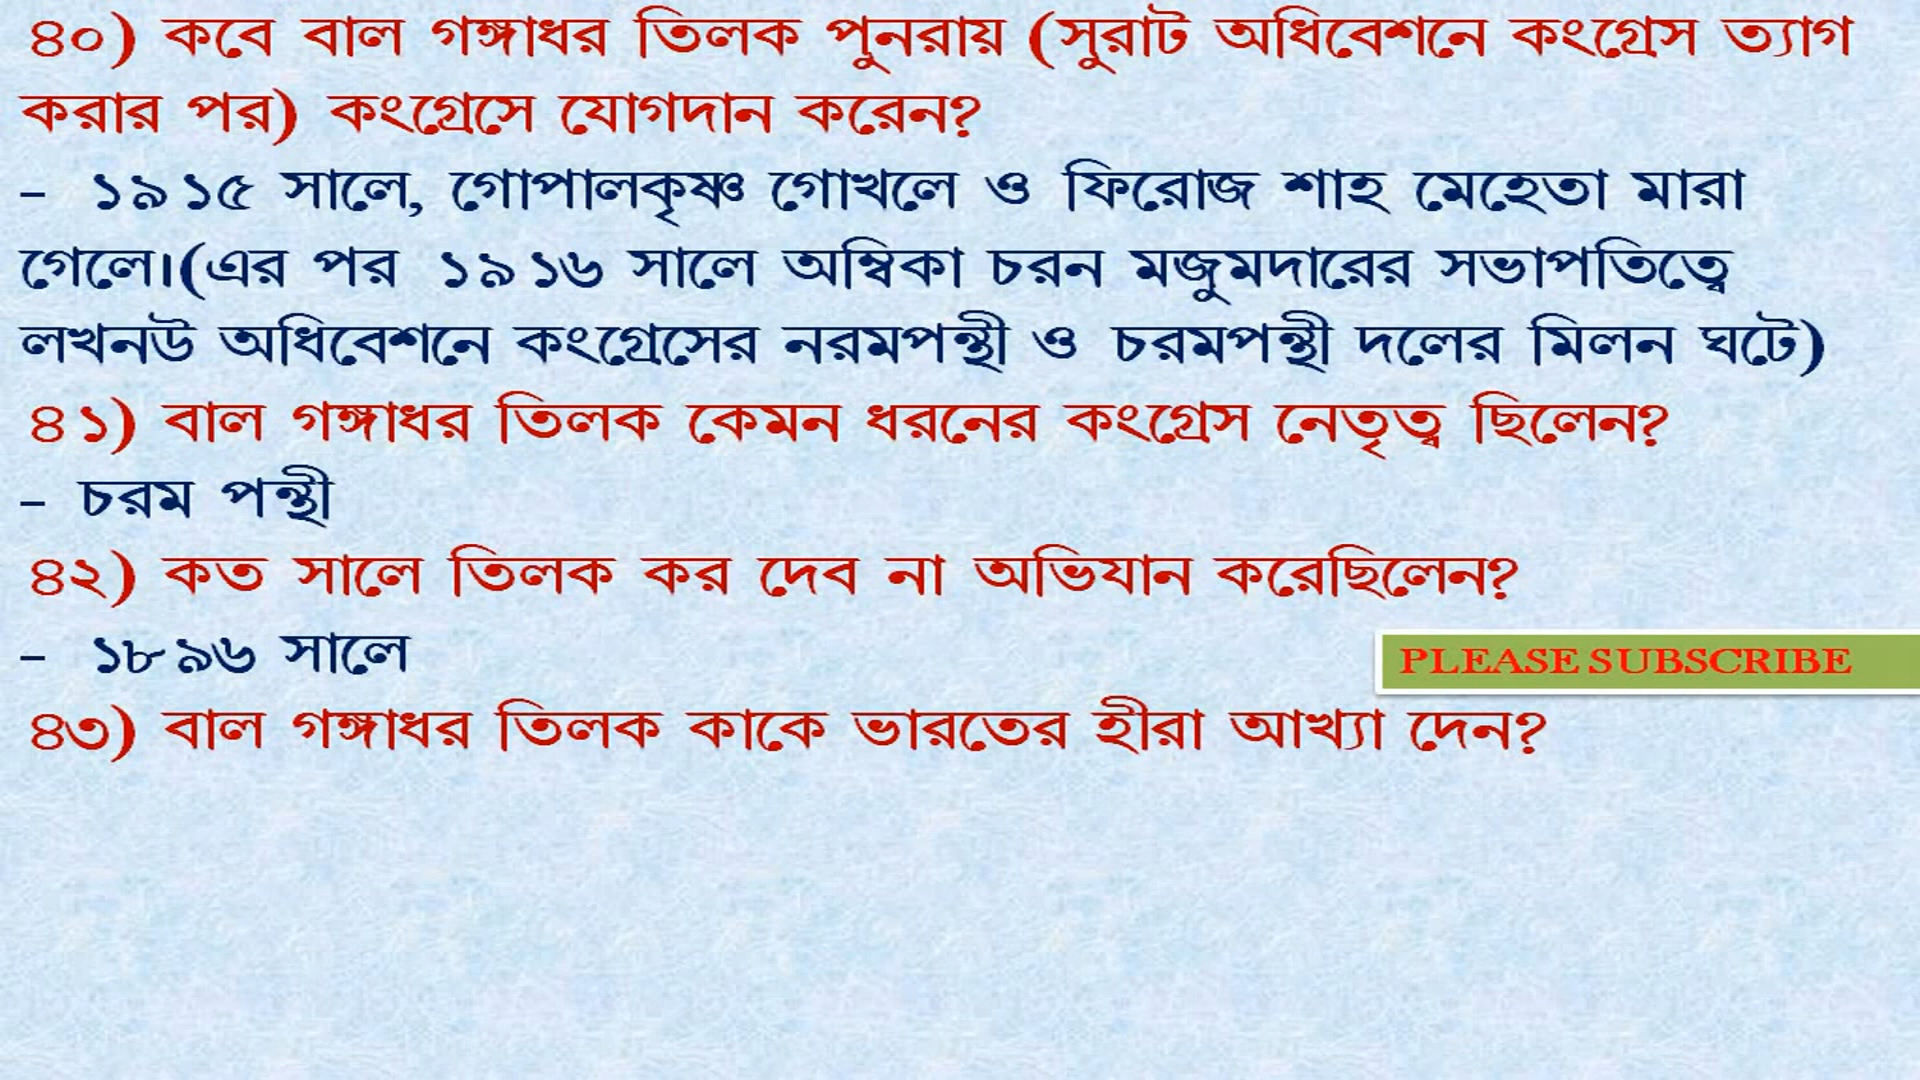 ৪০) কবে বাল গঙ্গাধর তিলক পুনরায় (সুরাট অধিবেশনে কংগ্রেস ত্যাগ
করার পর) কংগ্রেসে যোগদান করেন?
- ১৯১৫ সালে, গোপালকৃষ্ণ গোখলে ও ফিরোজ শাহ মেহেতা মারা
গেলে।(এর পর ১৯১৬ সালে অম্বিকা চরন মজুমদারের সভাপতিত্বে
লখনউ অধিবেশনে কংগ্রেসের নরমপন্থী ও চরমপন্থী দলের মিলন ঘটে)
৪১) বাল গঙ্গাধর তিলক কেমন ধরনের কংগ্রেস নেতৃত্ব ছিলেন?
- চরম পন্থী
৪২) কত সালে তিলক কর দেব না অভিযান করেছিলেন?
- ১৮৯৬ সালে
PLEASE SUBSCRIBE
৪৩) বাল গঙ্গাধর তিলক কাকে ভারতের হীরা আখ্যা দেন?